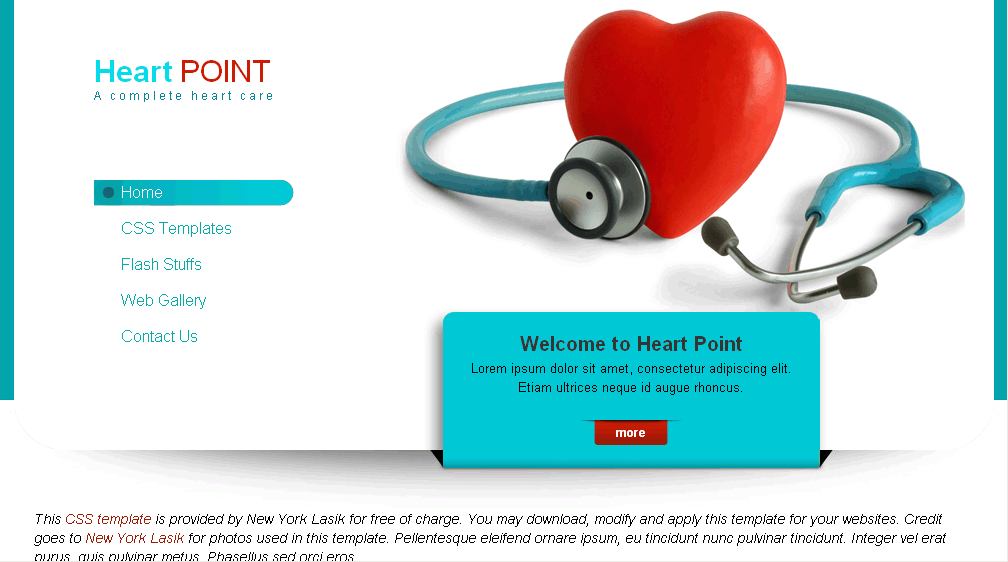 Heart POINT
A complete heart care
Home
CSS Templates
Flash Stuffs
Web Gallery
Contact Us
Welcome to Heart Point
Lorem ipsum dolor sit amet, consectetur adipiscing elit.
Etiam ultrices neque id augue rhoncus.
more
This CSS template is provided by New York Lasik for free of charge. You may download, modify and apply this template for your websites. Credit
goes to New York Lasik for photos used in this template. Pellentesque eleifend ornare ipsum, eu tincidunt nunc pulvinar tincidunt. Integer vel erat
purus, quis pulvinar metus. Phasellus sed orci eros